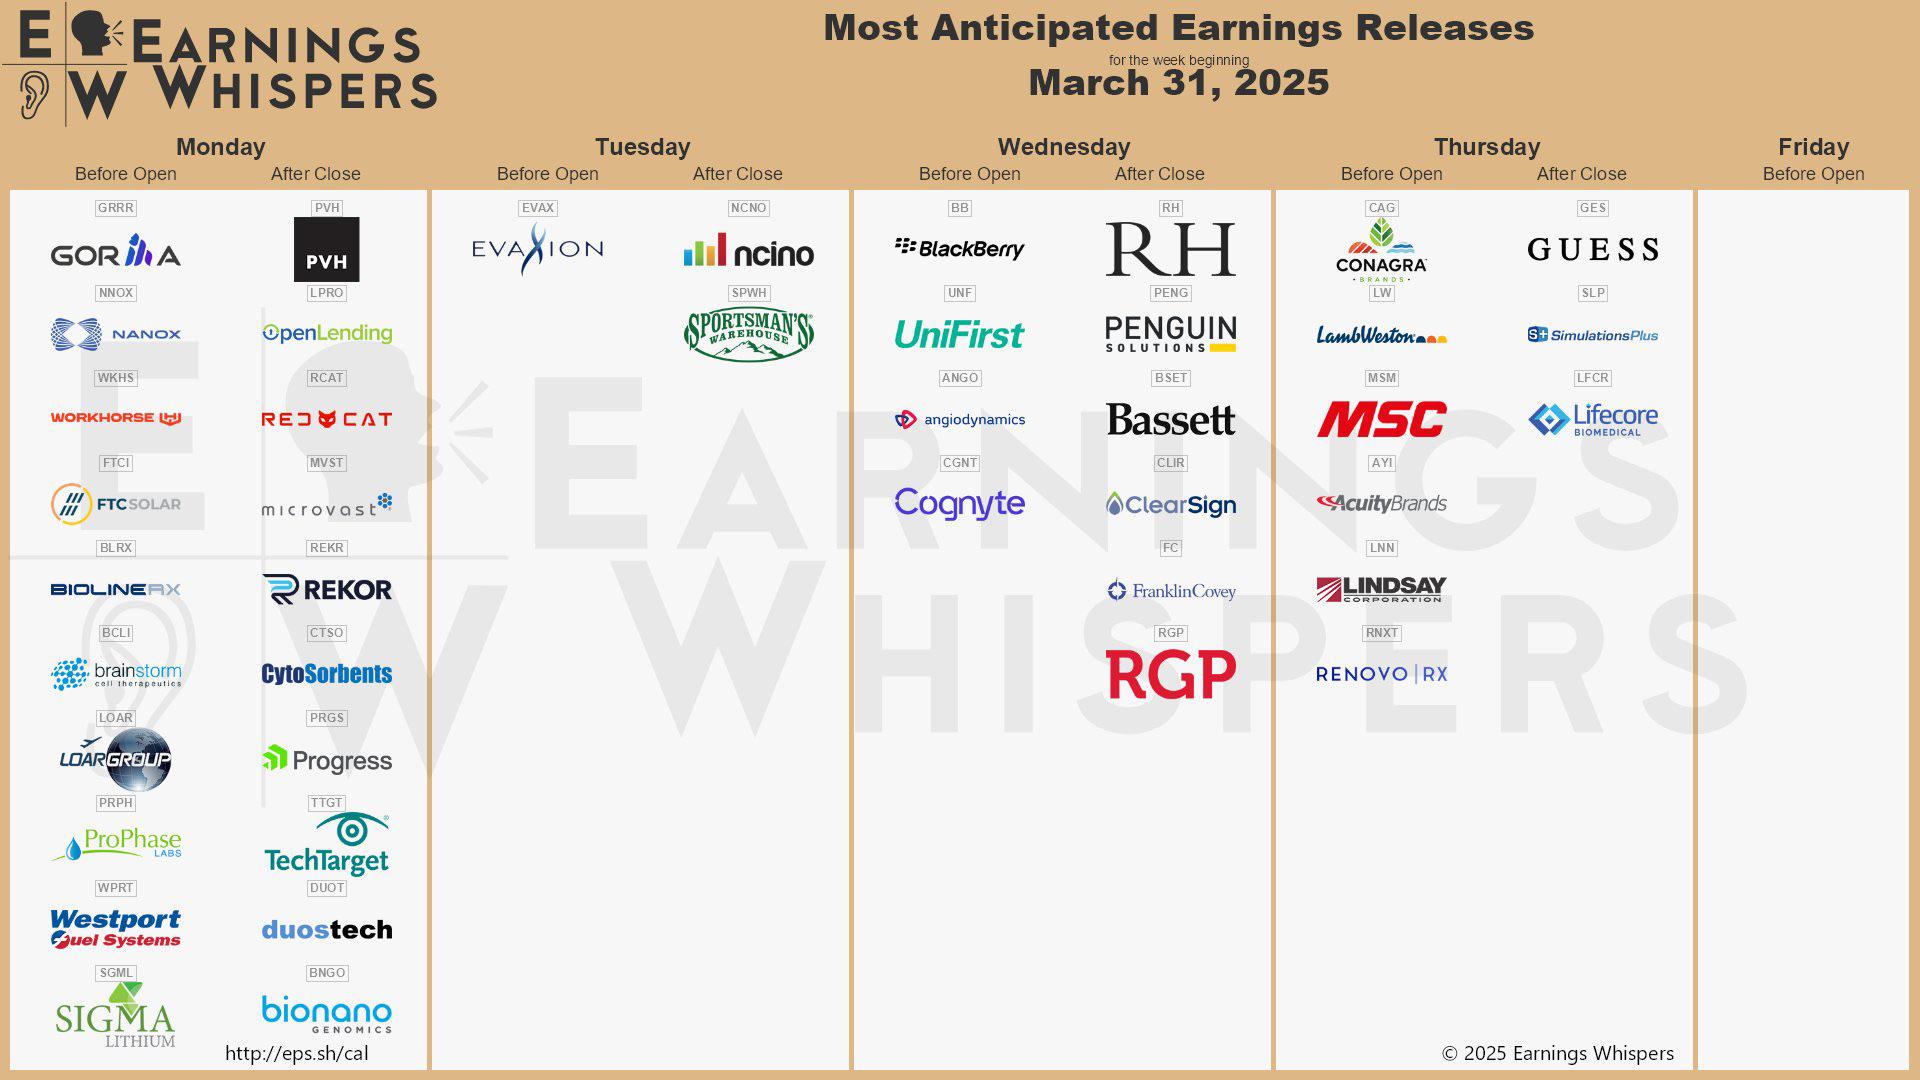 E
W
EARNINGS
WHISPERS
Most Anticipated Earnings Releases
for the week beginning
March 31, 2025
Monday
Before Open
After Close
Tuesday
Before Open
After Close
Wednesday
Before Open
After Close
Thursday
Before Open
After Close
Friday
Before Open
GRRR
GORILLA
NNOX
NANOX
WKHS
WORKHORSE
FTCI
FTC SOLAR
BLRX
BIOLINERX
BCLI
brainstorm
cell therapeutics
LOAR
LOARGROUP
PRPH
ProPhase
LABS
WPRT
Westport
Fuel Systems
SGML
SIGMA
LITHIUM
PVH
PVH
LPRO
OpenLending
RCAT
RED CAT
MVST
microvast
REKR
REKOR
CTSO
CytoSorbents
PRGS
Progress
TTGT
TechTarget
DUOT
duostech
BNGO
bionano
GENOMICS
EVAX
EVAXION
NCNO
ncino
SPWH
SPORTSMAN'S
WAREHOUSE
BB
BlackBerry
UNF
UniFirst
ANGO
angiodynamics
CGNT
Cognyte
RH
RH
PENG
PENGUIN
SOLUTIONS
BSET
Bassett
CLIR
ClearSign
FC
FranklinCovey
RGP
RGP
CAG
CONAGRA
BRANDS
LW
LambWeston
MSM
MSC
AYI
AcuityBrands
LNN
LINDSAY
CORPORATION
RNXT
RENOVO|RX
GES
GUESS
SLP
S+ SimulationsPlus
LFCR
Lifecore
BIOMEDICAL
E
W
EARNINGS
WHISPERS
http://eps.sh/cal
© 2025 Earnings Whispers